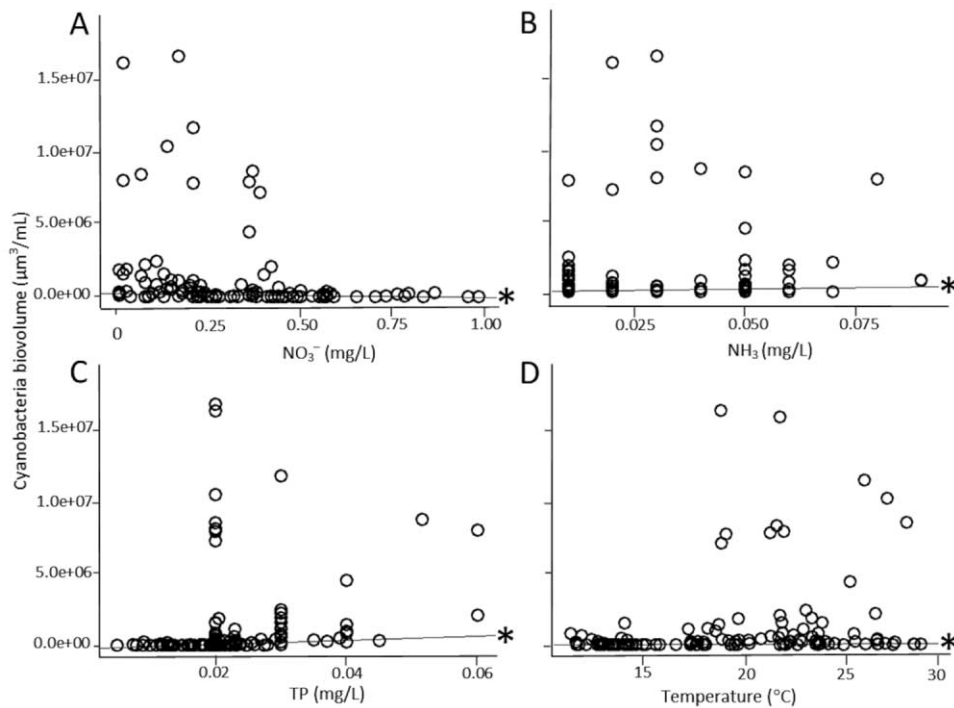 A
B
1.5e+07
1.0e+07
5.0e+06
0.0e+00
*
*
0
0.25
0.50
0.75
1.00
0.025
0.050
0.075
NO₃⁻ (mg/L)
NH₃ (mg/L)
Cyanobacteria biovolume (µm³/mL)
C
D
1.5e+07
1.0e+07
5.0e+06
0.0e+00
*
*
0.02
0.04
0.06
15
20
25
30
TP (mg/L)
Temperature (°C)